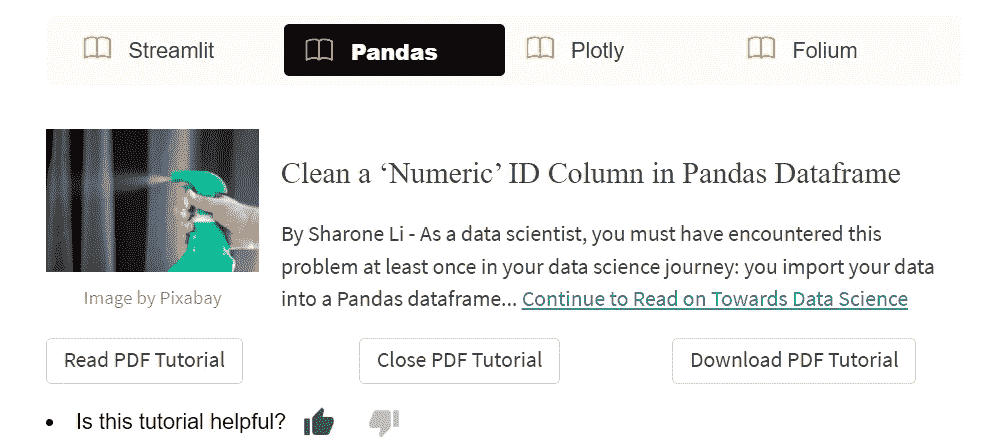 Streamlit Pandas Plotly Folium
Clean a ‘Numeric’ ID Column in Pandas Dataframe
By Sharone Li - As a data scientist, you must have encountered this
problem at least once in your data science journey: you import your data
into a Pandas dataframe... Continue to Read on Towards Data Science
Image by Pixabay
Read PDF Tutorial Close PDF Tutorial Download PDF Tutorial
• Is this tutorial helpful?